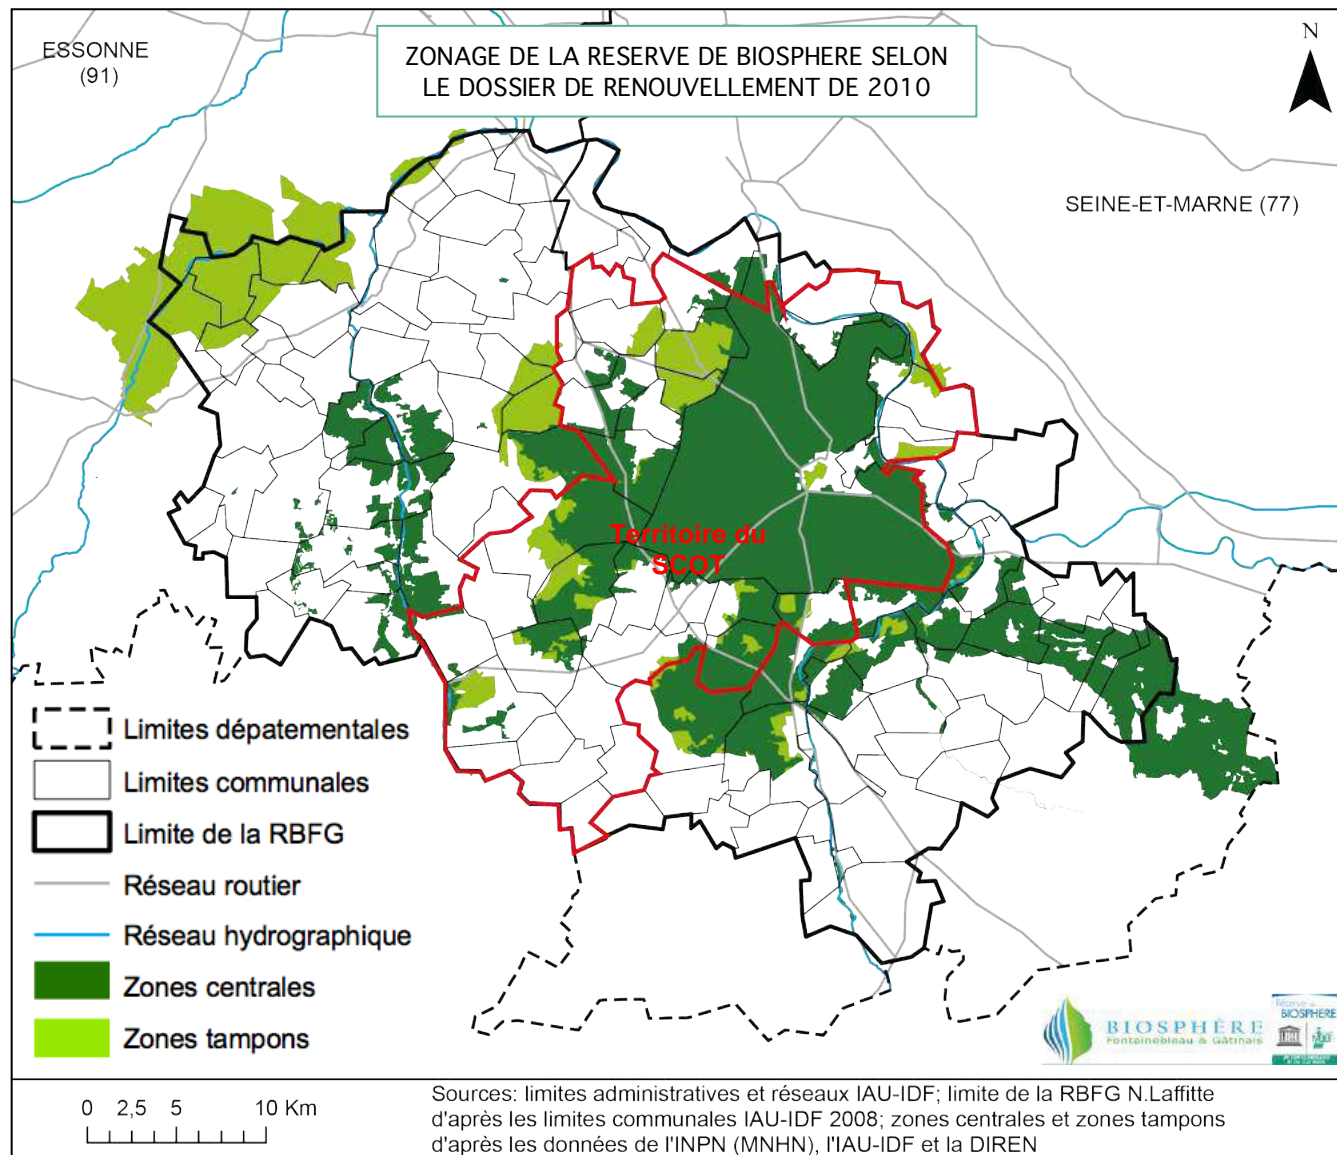 ESSONNE
(91)
ZONAGE DE LA RESERVE DE BIOSPHERE SELON
LE DOSSIER DE RENOUVELLEMENT DE 2010
N
SEINE-ET-MARNE (77)
Territoire du
SCOT
Limites dépatementales
Limites communales
Limite de la RBFG
Réseau routier
Réseau hydrographique
Zones centrales
Zones tampons
BIOSPHÈRE
Fontainebleau & Gâtinais
Réserve de
BIOSPHERE
0 2,5 5 10 Km
Sources: limites administratives et réseaux IAU-IDF; limite de la RBFG N.Laffitte
d'après les limites communales IAU-IDF 2008; zones centrales et zones tampons
d'après les données de l'INPN (MNHN), l'IAU-IDF et la DIREN